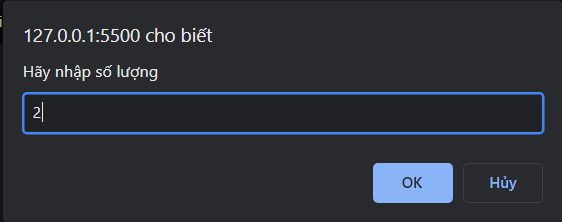 127.0.0.1:5500 cho biết
Hãy nhập số lượng
2
OK
Hủy